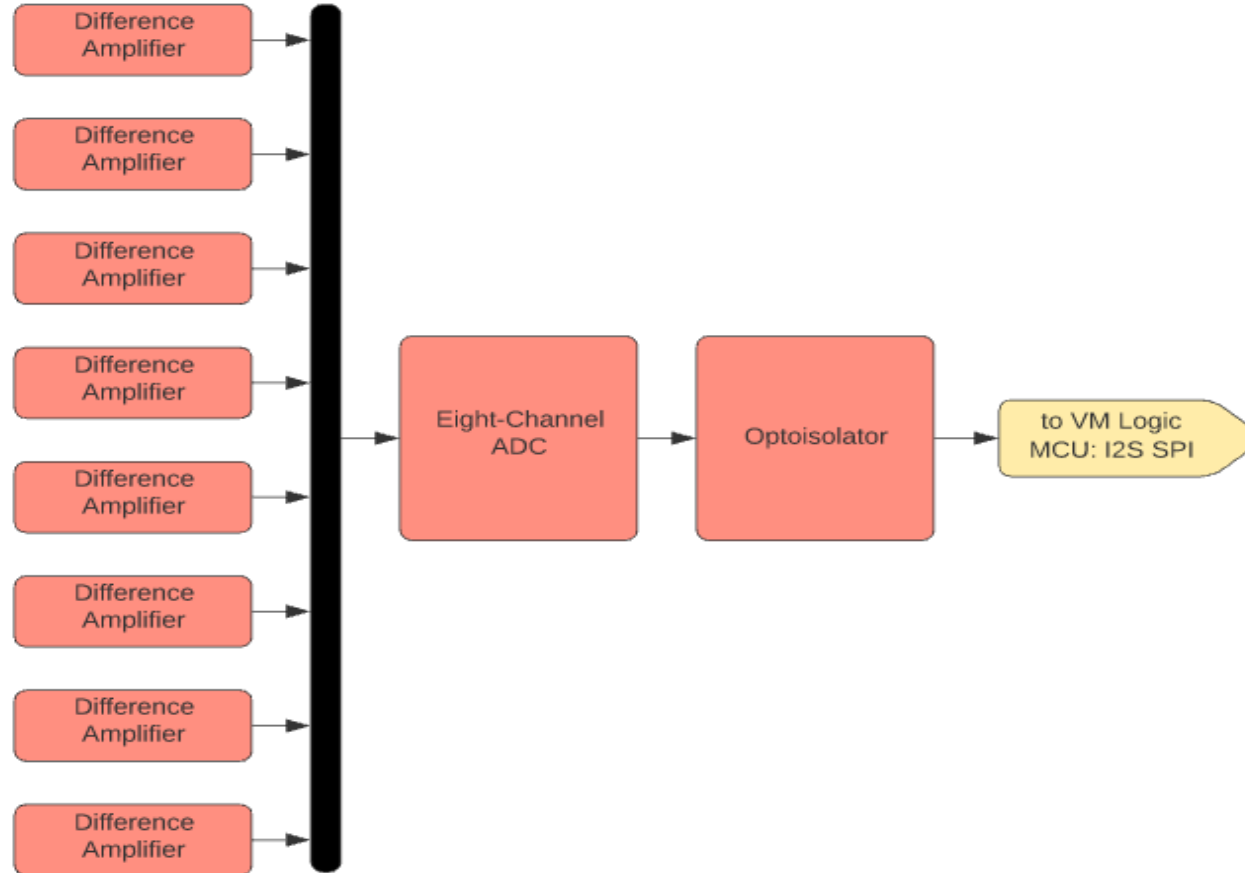 Difference
Amplifier
Difference
Amplifier
Difference
Amplifier
Difference
Amplifier
Difference
Amplifier
Difference
Amplifier
Difference
Amplifier
Difference
Amplifier
Eight-Channel
ADC
Optoisolator
to VM Logic
MCU: I2S SPI